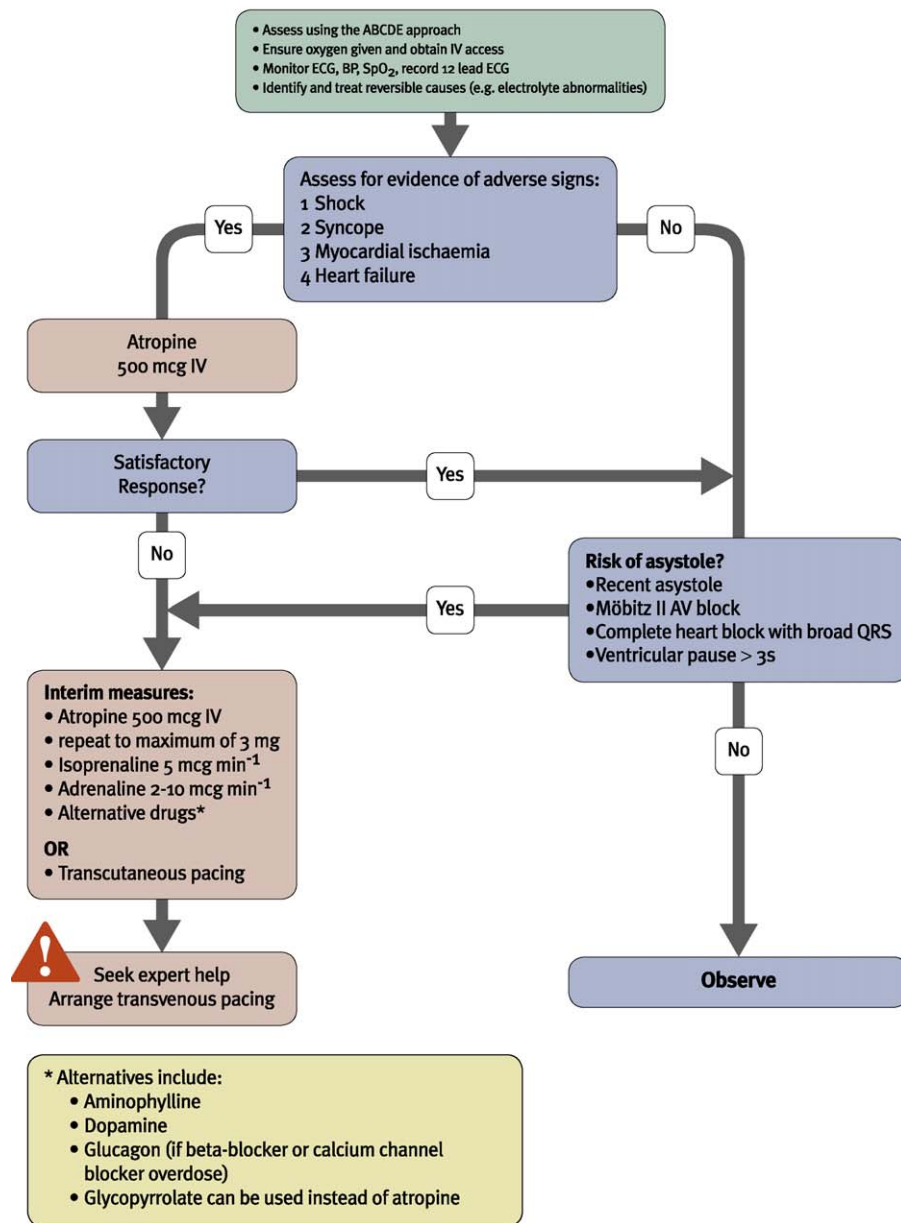 • Assess using the ABCDE approach
• Ensure oxygen given and obtain IV access
• Monitor ECG, BP, SpO₂, record 12 lead ECG
• Identify and treat reversible causes (e.g. electrolyte abnormalities)
Assess for evidence of adverse signs:
1 Shock
2 Syncope
3 Myocardial ischaemia
4 Heart failure
Yes
No
Atropine
500 mcg IV
Satisfactory
Response?
Yes
No
Risk of asystole?
•Recent asystole
•Möbitz II AV block
•Complete heart block with broad QRS
•Ventricular pause > 3s
Yes
No
Interim measures:
• Atropine 500 mcg IV
• repeat to maximum of 3 mg
• Isoprenaline 5 mcg min⁻¹
• Adrenaline 2-10 mcg min⁻¹
• Alternative drugs*
OR
• Transcutaneous pacing
!
Seek expert help
Arrange transvenous pacing
Observe
* Alternatives include:
• Aminophylline
• Dopamine
• Glucagon (if beta-blocker or calcium channel
blocker overdose)
• Glycopyrrolate can be used instead of atropine